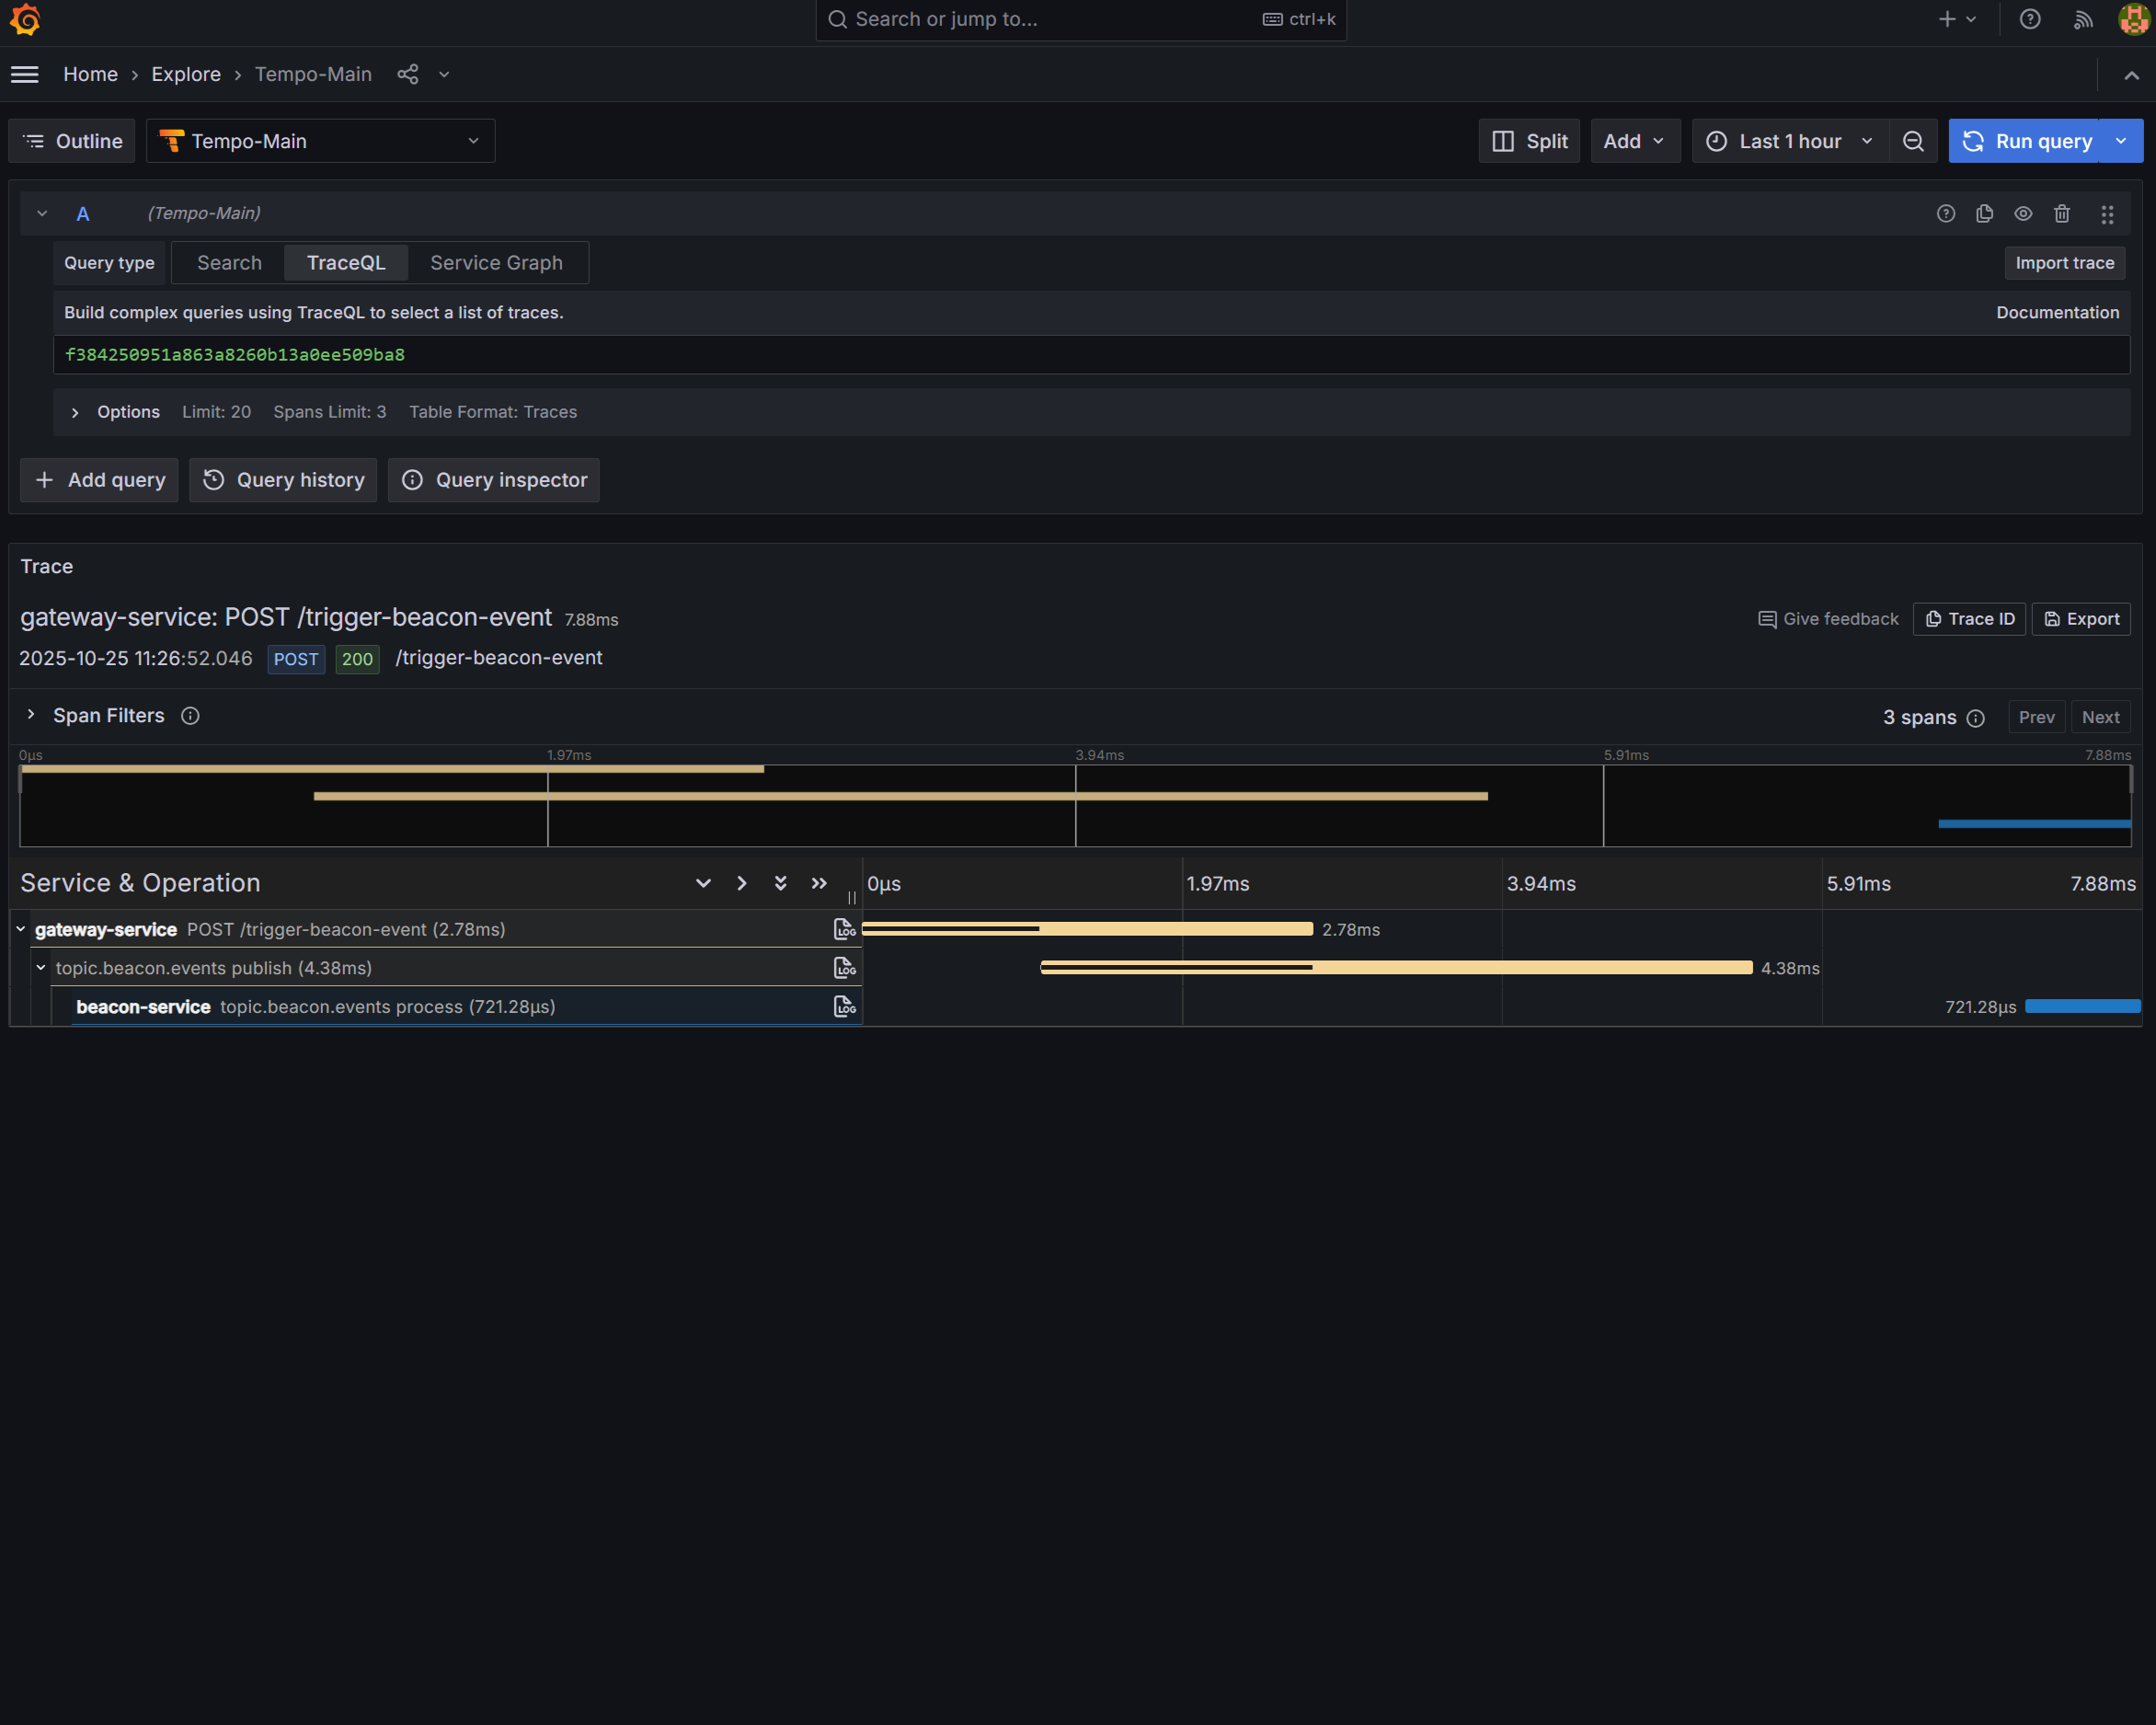 Search or jump to... ctrl+k
Home › Explore › Tempo-Main
Outline Tempo-Main Split Add Last 1 hour Run query
A (Tempo-Main)
Query type Search TraceQL Service Graph Import trace
Build complex queries using TraceQL to select a list of traces. Documentation
f384250951a863a8260b13a0ee509ba8
Options Limit: 20 Spans Limit: 3 Table Format: Traces
Add query Query history Query inspector
Trace
gateway-service: POST /trigger-beacon-event 7.88ms Give feedback Trace ID Export
2025-10-25 11:26:52.046 POST 200 /trigger-beacon-event
Span Filters 3 spans Prev Next
0μs 1.97ms 3.94ms 5.91ms 7.88ms
Service & Operation 0μs 1.97ms 3.94ms 5.91ms 7.88ms
gateway-service POST /trigger-beacon-event (2.78ms) LOG 2.78ms
topic.beacon.events publish (4.38ms) LOG 4.38ms
beacon-service topic.beacon.events process (721.28μs) LOG 721.28μs